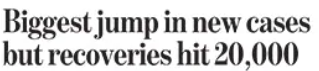 Biggest jump in new cases
but recoveries hit 20,000